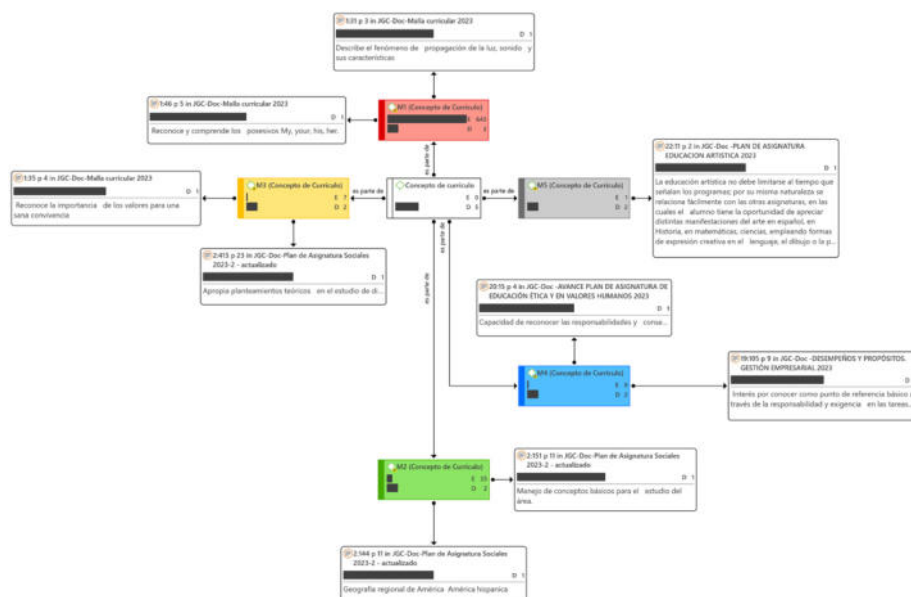 1:31 p 3 in JGC-Doc-Malla curricular 2023
D 1
Describe el fenómeno de propagación de la luz, sonido y
sus características
1:46 p 5 in JGC-Doc-Malla curricular 2023
D 1
Reconoce y comprende los posesivos My, your, his, her.
M1 (Concepto de Currículo)
E 643
D 2
es parte de
1:35 p 4 in JGC-Doc-Malla curricular 2023
D 1
Reconoce la importancia de los valores para una
sana convivencia
M3 (Concepto de Currículo)
E 7
D 2
es parte de
Concepto de currículo
E 0
D 5
es parte de
M5 (Concepto de Currículo)
E 1
D 2
22:11 p 2 in JGC-Doc -PLAN DE ASIGNATURA
EDUCACION ARTISTICA 2023
D 1
La educación artística no debe limitarse al tiempo que
señalan los programas; por su misma naturaleza se
relaciona fácilmente con las otras asignaturas, en
las cuales el alumno tiene la oportunidad de apreciar
distintas manifestaciones del arte en español, en
Historia, en matemáticas, ciencias, empleando formas
de expresión creativa en el lenguaje, el dibujo o la p...
2:413 p 23 in JGC-Doc-Plan de Asignatura Sociales
2023-2 - actualizado
D 1
Apropia planteamientos teóricos en el estudio de di...
es parte de
es parte de
20:15 p 4 in JGC-Doc -AVANCE PLAN DE ASIGNATURA DE
EDUCACIÓN ÉTICA Y EN VALORES HUMANOS 2023
D 1
Capacidad de reconocer las responsabilidades y
M4 (Concepto de Currículo)
D 2
19:105 p 9 in JGC-Doc -DESEMPEÑOS Y PROPÓSITOS.
GESTIÓN EMPRESARIAL 2023
D
Interés por conocer como punto de referencia básico
través de la responsabilidad y exigencia en las tareas...
M2 (Concepto de Currículo)
E 35
D 2
2:151 p 11 in JGC-Doc-Plan de Asignatura Sociales
2023-2 - actualizado
D 1
Manejo de conceptos básicos para el estudio del
área.
2:144 p 11 in JGC-Doc-Plan de Asignatura Sociales
2023-2 - actualizado
D 1
Geografía regional de América América hispanica